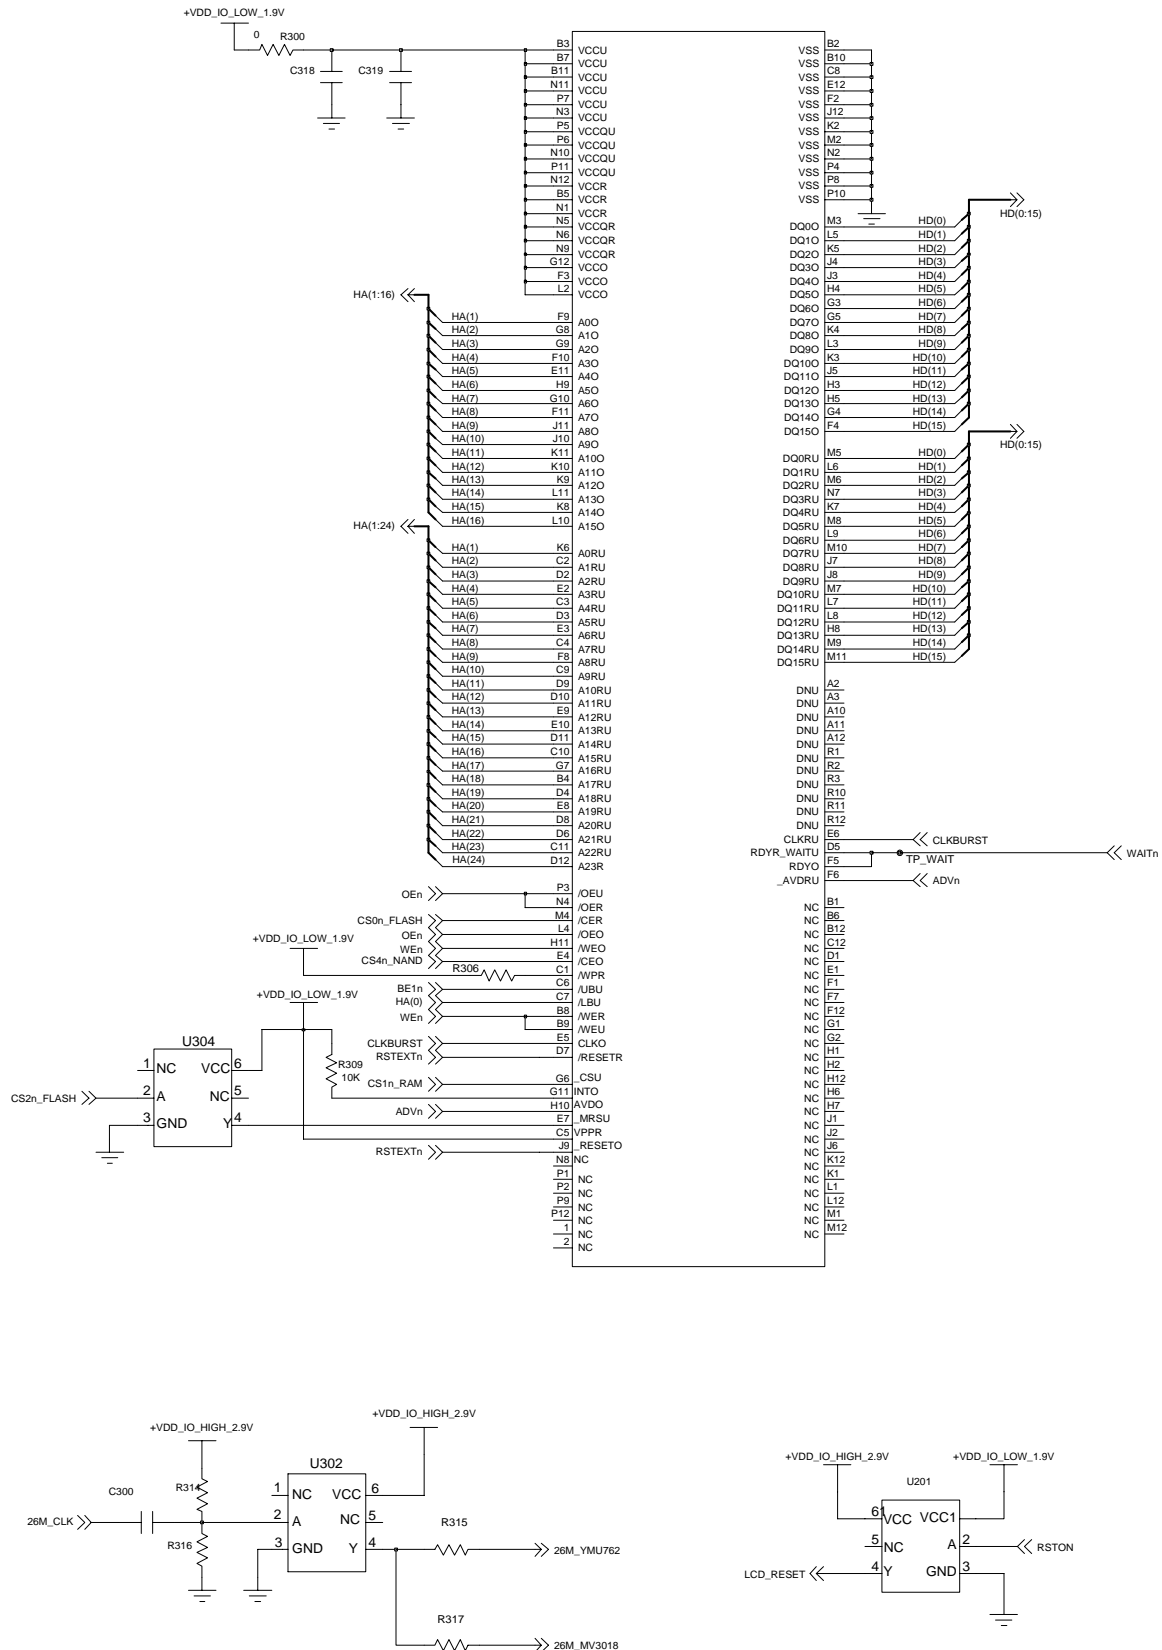 +VDD_IO_LOW_1.9V
0 R300
C318 C319
B3 VCCU
B7 VCCU
B11 VCCU
N11 VCCU
P7 VCCU
N3 VCCU
P5 VCCQU
P6 VCCQU
N10 VCCQU
P11 VCCQU
N12 VCCR
B5 VCCR
N1 VCCR
N5 VCCQR
N6 VCCQR
N9 VCCQR
G12 VCCO
F3 VCCO
L2 VCCO
HA(1:16)
HA(1) F9 A0O
HA(2) G8 A1O
HA(3) G9 A2O
HA(4) F10 A3O
HA(5) E11 A4O
HA(6) H9 A5O
HA(7) G10 A6O
HA(8) F11 A7O
HA(9) J11 A8O
HA(10) J10 A9O
HA(11) K11 A10O
HA(12) K10 A11O
HA(13) K9 A12O
HA(14) L11 A13O
HA(15) K8 A14O
HA(16) L10 A15O
HA(1:24)
HA(1) K6 A0RU
HA(2) C2 A1RU
HA(3) D2 A2RU
HA(4) E2 A3RU
HA(5) C3 A4RU
HA(6) D3 A5RU
HA(7) E3 A6RU
HA(8) C4 A7RU
HA(9) F8 A8RU
HA(10) C9 A9RU
HA(11) D9 A10RU
HA(12) D10 A11RU
HA(13) E9 A12RU
HA(14) E10 A13RU
HA(15) D11 A14RU
HA(16) C10 A15RU
HA(17) G7 A16RU
HA(18) B4 A17RU
HA(19) D4 A18RU
HA(20) E8 A19RU
HA(21) D8 A20RU
HA(22) D6 A21RU
HA(23) C11 A22RU
HA(24) D12 A23R
OEn P3 /OEU
N4 /OER
CS0n_FLASH M4 /CER
OEn L4 /OEO
WEn H11 /WEO
CS4n_NAND E4 /CEO
+VDD_IO_LOW_1.9V
R306 C1 /WPR
BE1n C6 /UBU
HA(0) C7 /LBU
WEn B8 /WER
B9 /WEU
CLKBURST E5 CLKO
RSTEXTn D7 /RESETR
+VDD_IO_LOW_1.9V
R309
10K
CS1n_RAM G6 _CSU
G11 INTO
ADVn H10 AVDO
E7 _MRSU
C5 VPPR
RSTEXTn J9 _RESETO
N8 NC
P1 NC
P2 NC
P9 NC
P12 NC
1 NC
2 NC
U304
1 NC VCC 6
CS2n_FLASH 2 A NC 5
3 GND Y 4
VSS B2
VSS B10
VSS C8
VSS E12
VSS F2
VSS J12
VSS K2
VSS M2
VSS N2
VSS P4
VSS P8
VSS P10
HD(0:15)
DQ0O M3 HD(0)
DQ1O L5 HD(1)
DQ2O K5 HD(2)
DQ3O J4 HD(3)
DQ4O J3 HD(4)
DQ5O H4 HD(5)
DQ6O G3 HD(6)
DQ7O G5 HD(7)
DQ8O K4 HD(8)
DQ9O L3 HD(9)
DQ10O K3 HD(10)
DQ11O J5 HD(11)
DQ12O H3 HD(12)
DQ13O H5 HD(13)
DQ14O G4 HD(14)
DQ15O F4 HD(15)
HD(0:15)
DQ0RU M5 HD(0)
DQ1RU L6 HD(1)
DQ2RU M6 HD(2)
DQ3RU N7 HD(3)
DQ4RU K7 HD(4)
DQ5RU M8 HD(5)
DQ6RU L9 HD(6)
DQ7RU M10 HD(7)
DQ8RU J7 HD(8)
DQ9RU J8 HD(9)
DQ10RU M7 HD(10)
DQ11RU L7 HD(11)
DQ12RU L8 HD(12)
DQ13RU H8 HD(13)
DQ14RU M9 HD(14)
DQ15RU M11 HD(15)
DNU A2
DNU A3
DNU A10
DNU A11
DNU A12
DNU R1
DNU R2
DNU R3
DNU R10
DNU R11
DNU R12
CLKRU E6 CLKBURST
RDYR_WAITU D5 TP_WAIT WAITn
RDYO F5
_AVDRU F6 ADVn
NC B1
NC B6
NC B12
NC C12
NC D1
NC E1
NC F1
NC F7
NC F12
NC G1
NC G2
NC H1
NC H2
NC H12
NC H6
NC H7
NC J1
NC J2
NC J6
NC K12
NC K1
NC L1
NC L12
NC M1
NC M12
+VDD_IO_HIGH_2.9V
+VDD_IO_HIGH_2.9V
U302
C300 R314
R316
26M_CLK
1 NC VCC 6
2 A NC 5
3 GND Y 4
R315 26M_YMU762
R317 26M_MV3018
+VDD_IO_HIGH_2.9V +VDD_IO_LOW_1.9V
U201
6 VCC VCC1 1
5 NC A 2 RSTON
LCD_RESET 4 Y GND 3